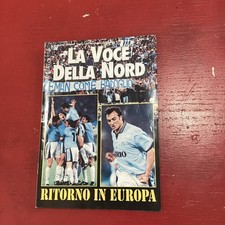 LA VOCE
DELLA NORD
RITORNO IN EUROPA